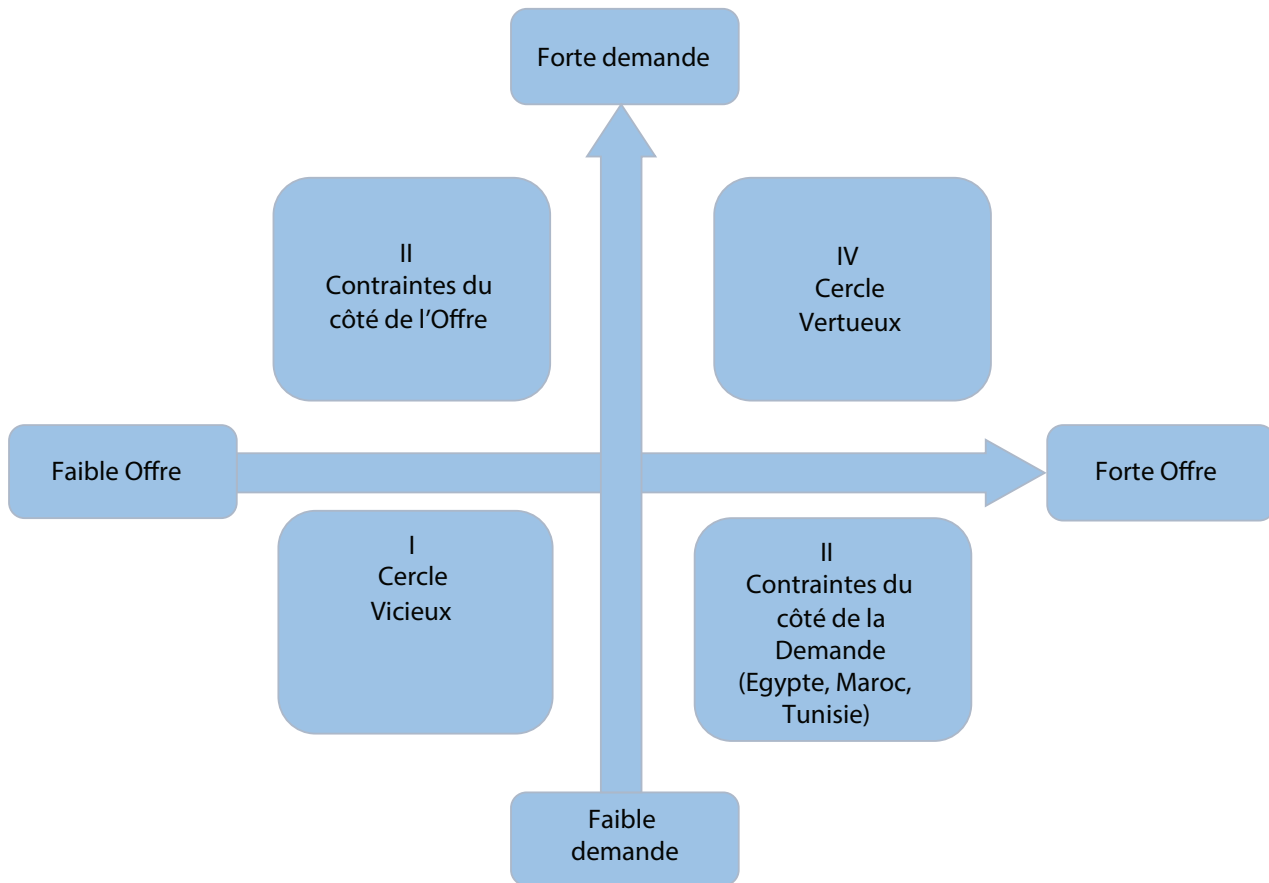 Forte demande
II
Contraintes du
côté de l’Offre
IV
Cercle
Vertueux
Faible Offre
Forte Offre
I
Cercle
Vicieux
II
Contraintes du
côté de la
Demande
(Egypte, Maroc,
Tunisie)
Faible
demande